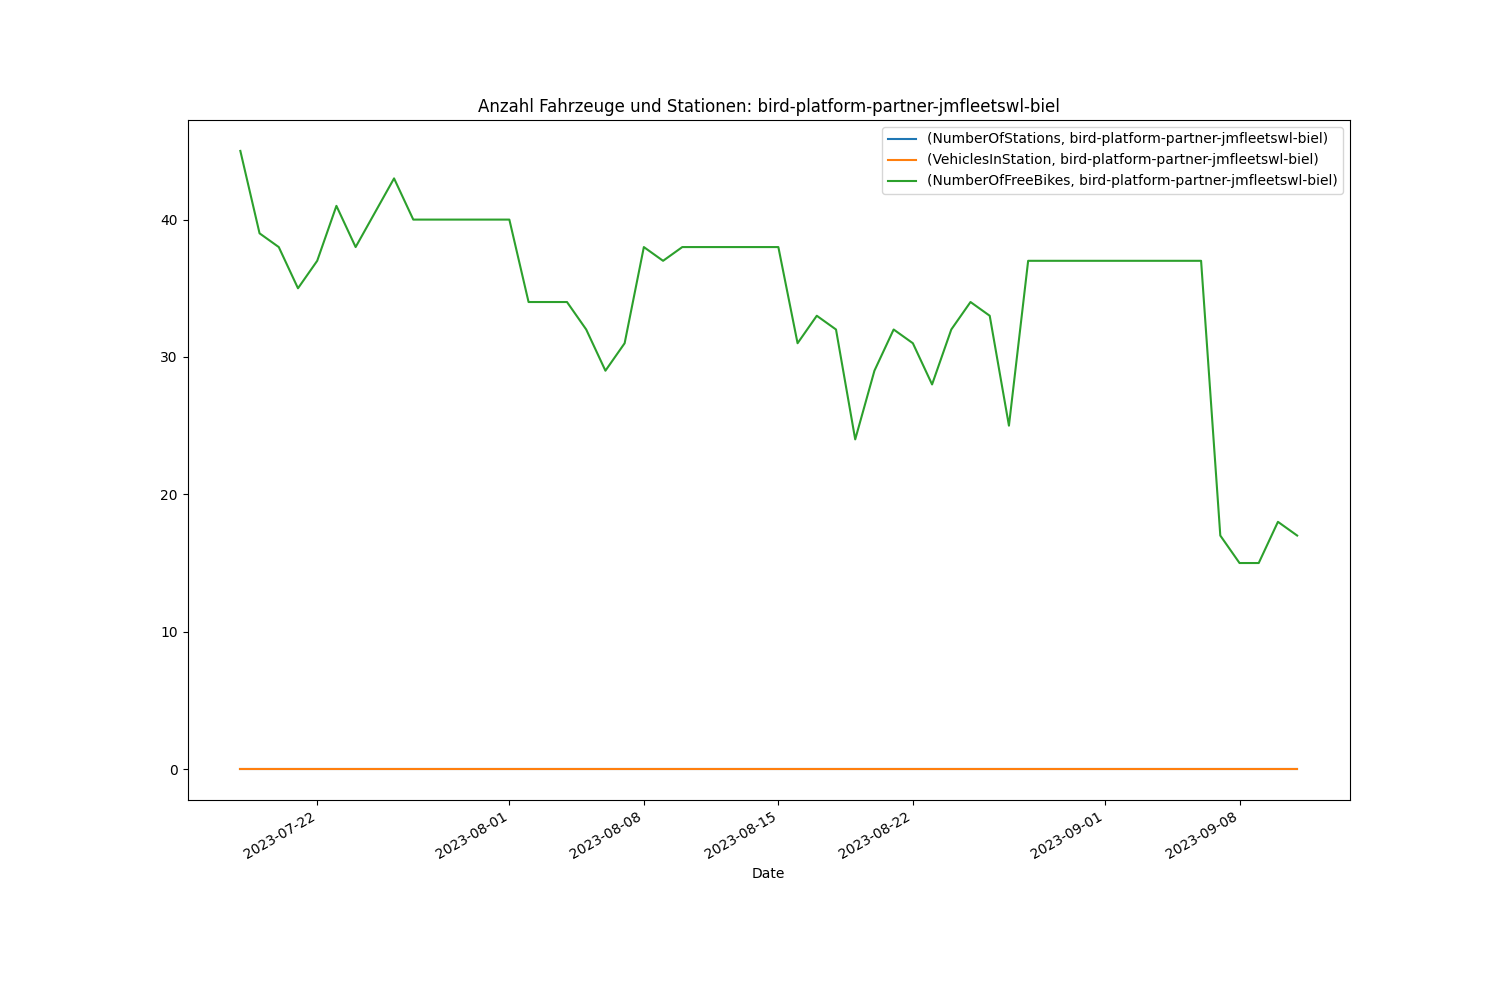 Anzahl Fahrzeuge und Stationen: bird-platform-partner-jmfleetswl-biel
(NumberOfStations, bird-platform-partner-jmfleetswl-biel)
(VehiclesInStation, bird-platform-partner-jmfleetswl-biel)
(NumberOfFreeBikes, bird-platform-partner-jmfleetswl-biel)
40
30
20
10
0
2023-07-22
2023-08-01
2023-08-08
2023-08-15
2023-08-22
2023-09-01
2023-09-08
Date